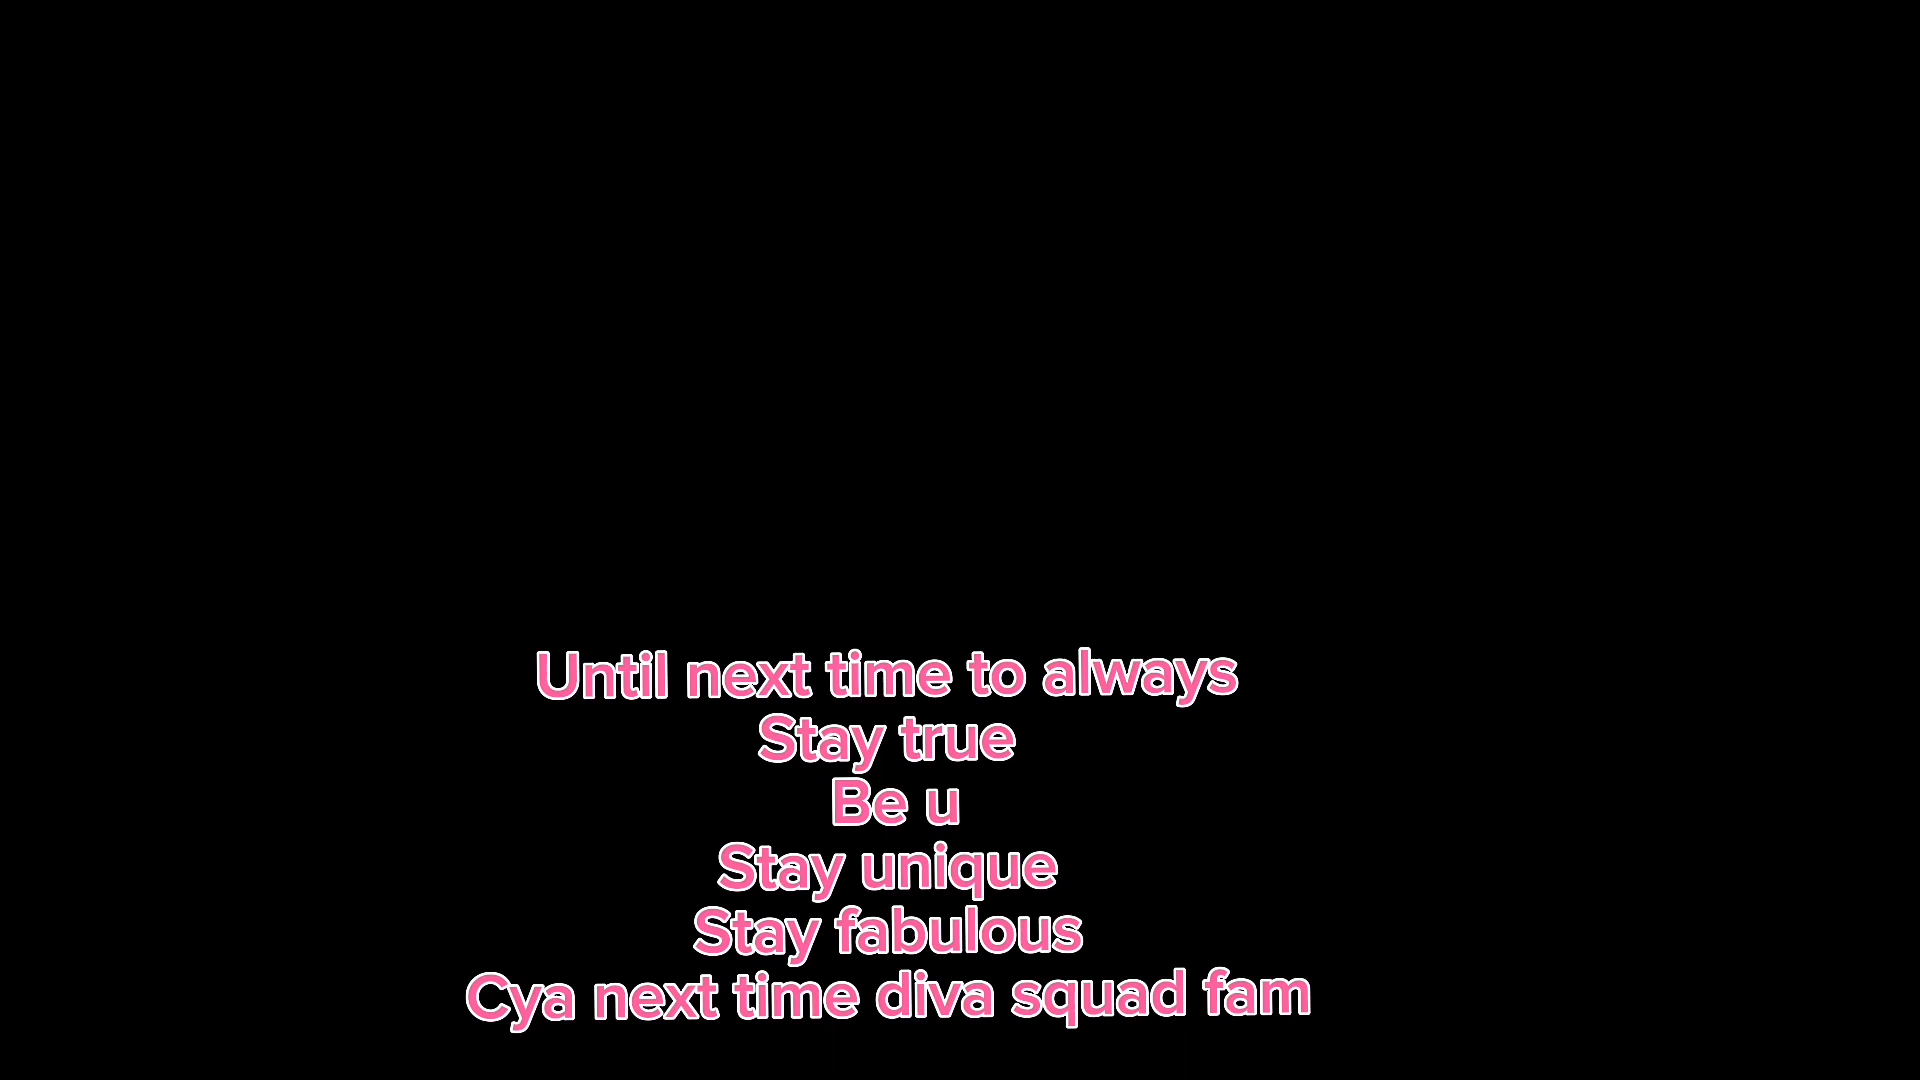 Until next time to always
Stay true
Be u
Stay unique
Stay fabulous
Cya next time diva squad fam